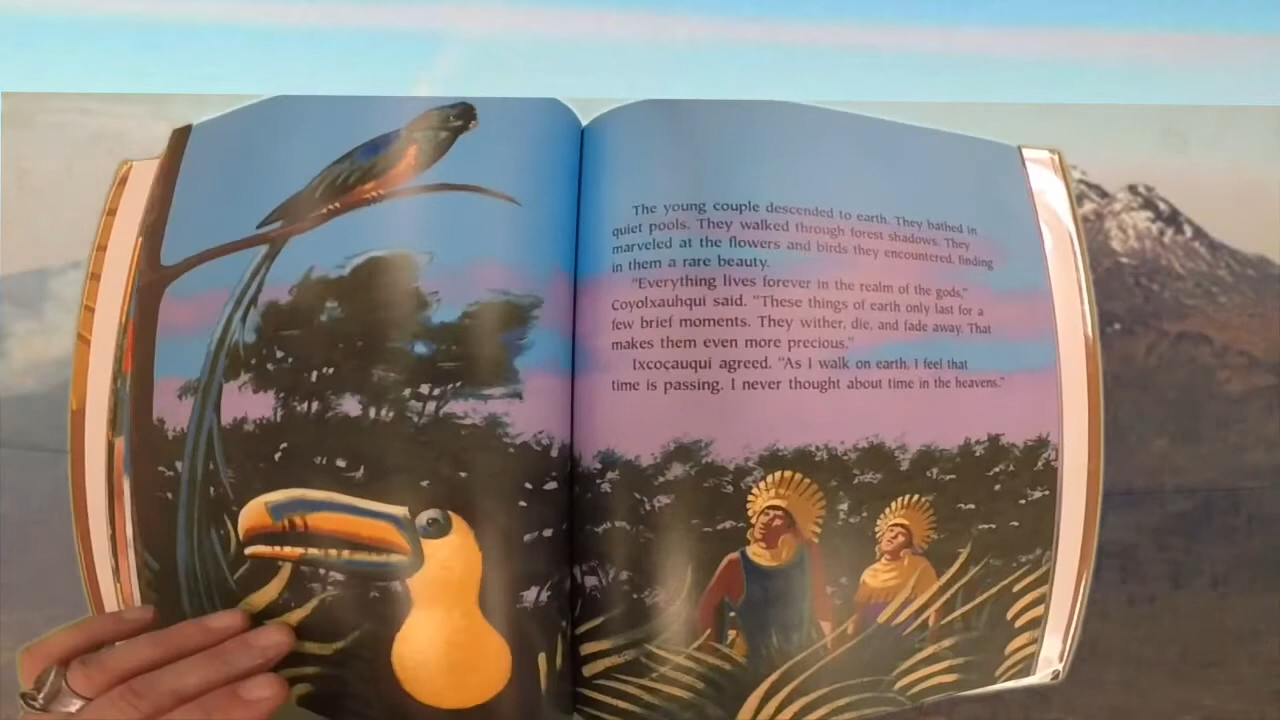 The young couple descended to earth. They bathed in
quiet pools. They walked through forest shadows. They
marveled at the flowers and birds they encountered, finding
in them a rare beauty.
"Everything lives forever in the realm of the gods,"
Coyolxauhqui said. "These things of earth only last for a
few brief moments. They wither, die, and fade away. That
makes them even more precious."
Ixcoçauqui agreed. "As I walk on earth, I feel that
time is passing. I never thought about time in the heavens."